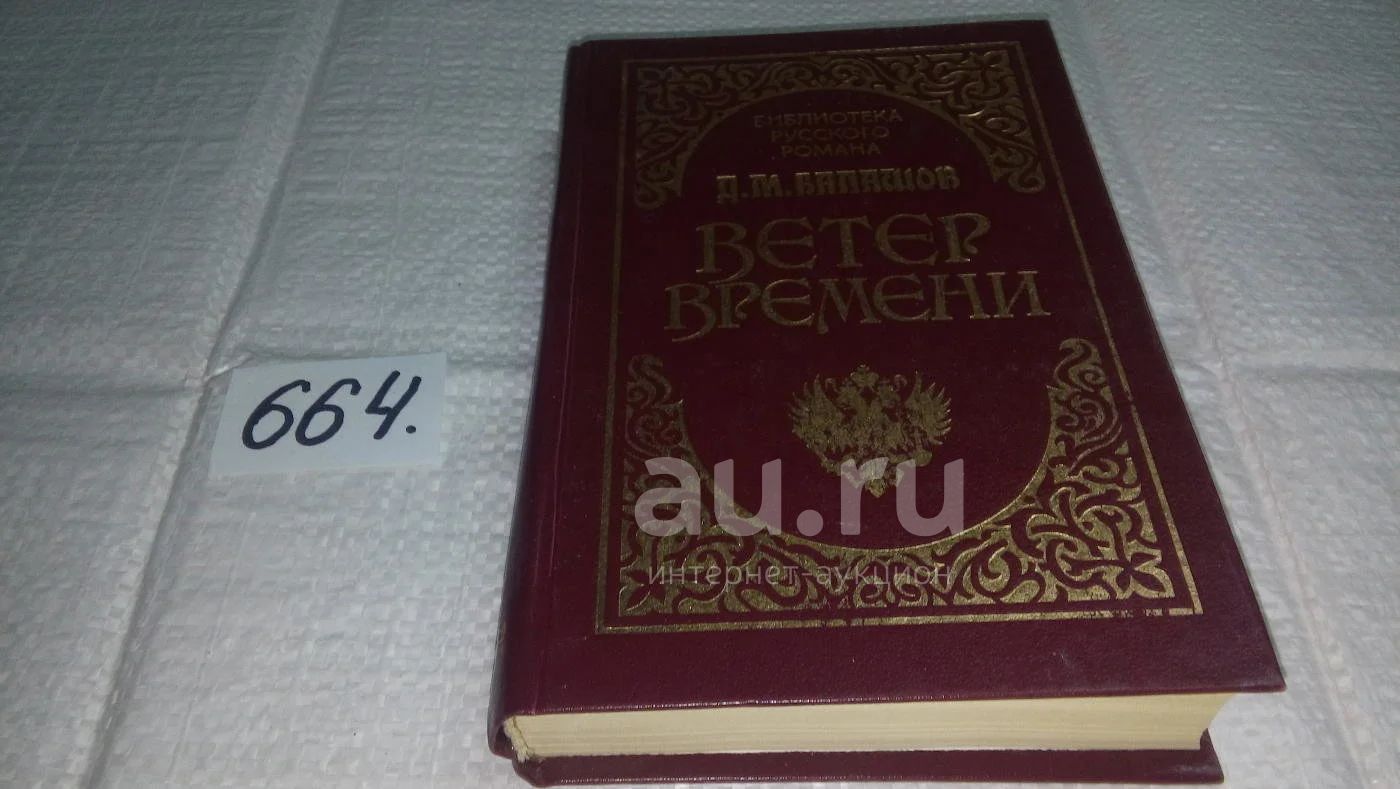 БИБЛИОТЕКА
РУССКОГО
РОМАНА
Д.М.БАЛАШОВ
ВЕТЕР
ВРЕМЕНИ
664.
au.ru
интернет-аукцион